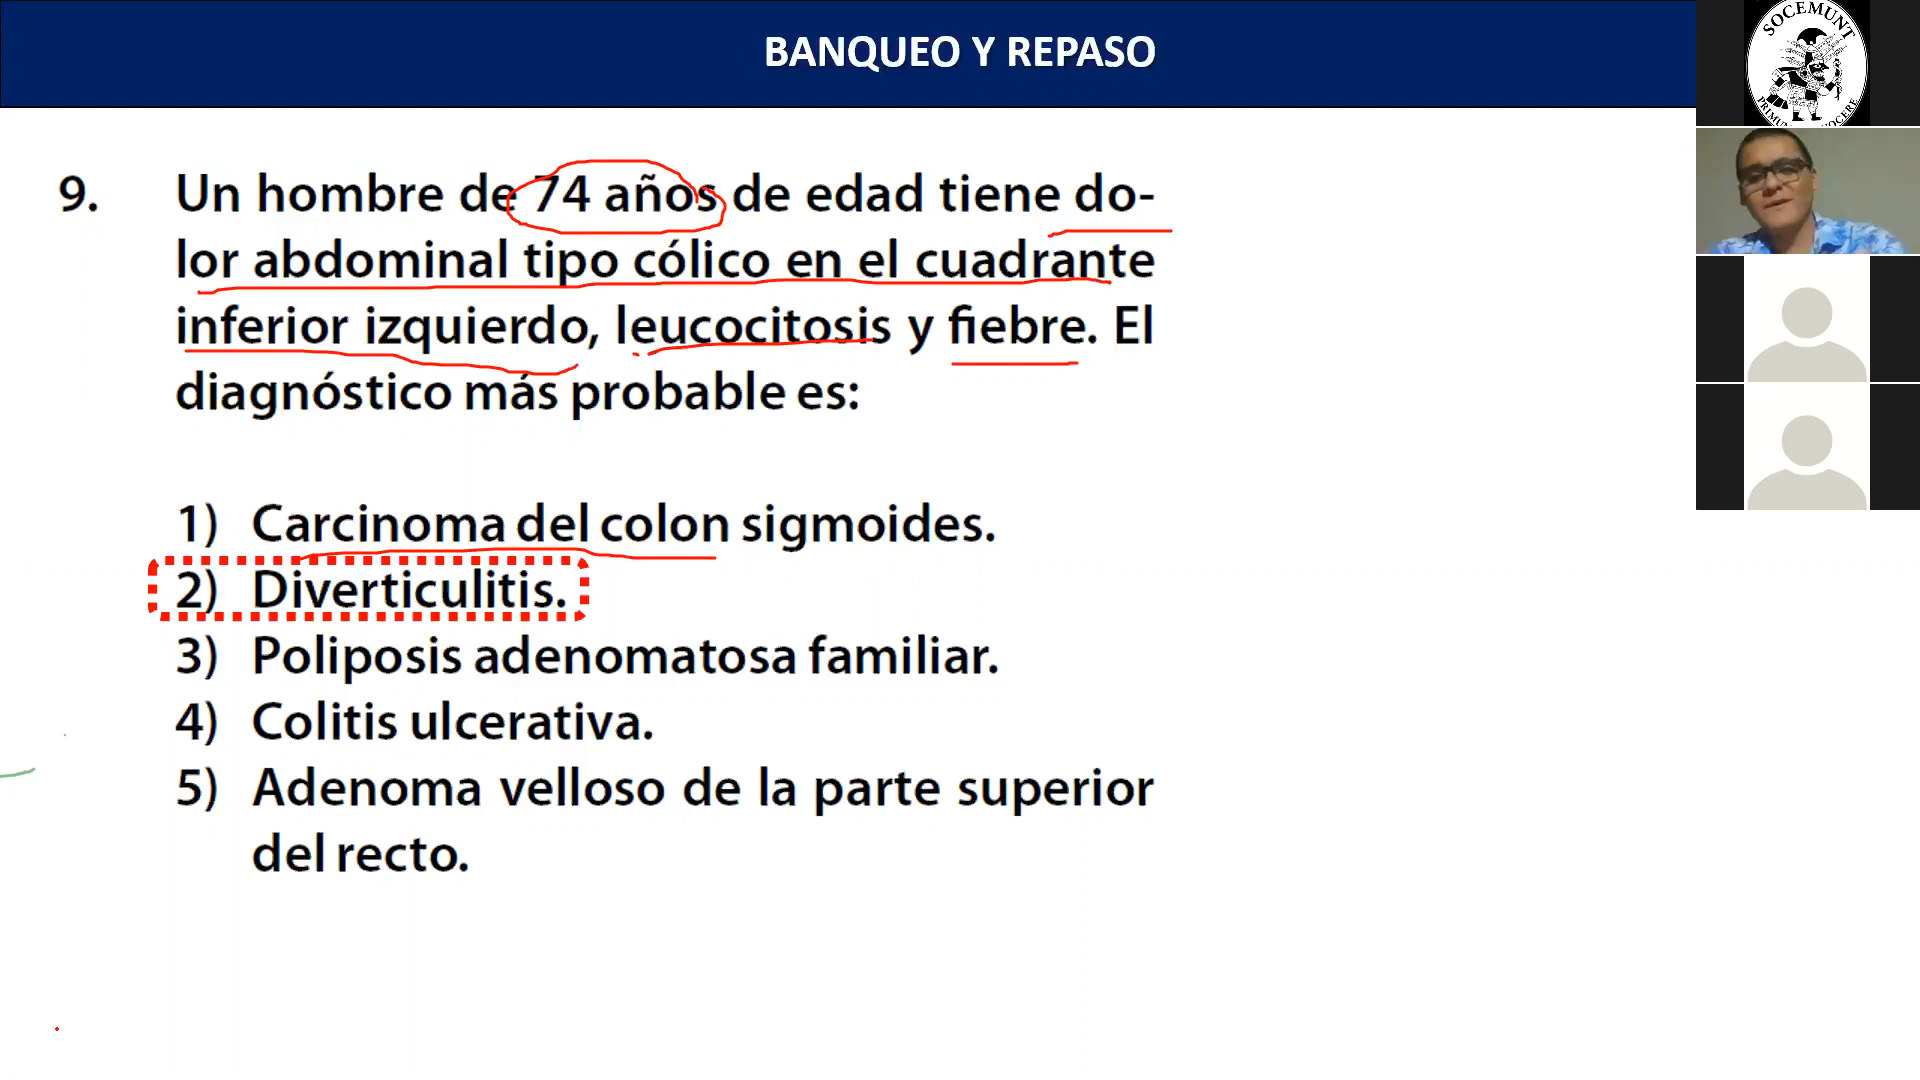 BANQUEO Y REPASO
SOCEMUNT
9. Un hombre de 74 años de edad tiene do-
lor abdominal tipo cólico en el cuadrante
inferior izquierdo, leucocitosis y fiebre. El
diagnóstico más probable es:
1) Carcinoma del colon sigmoides.
2) Diverticulitis.
3) Poliposis adenomatosa familiar.
4) Colitis ulcerativa.
5) Adenoma velloso de la parte superior
del recto.